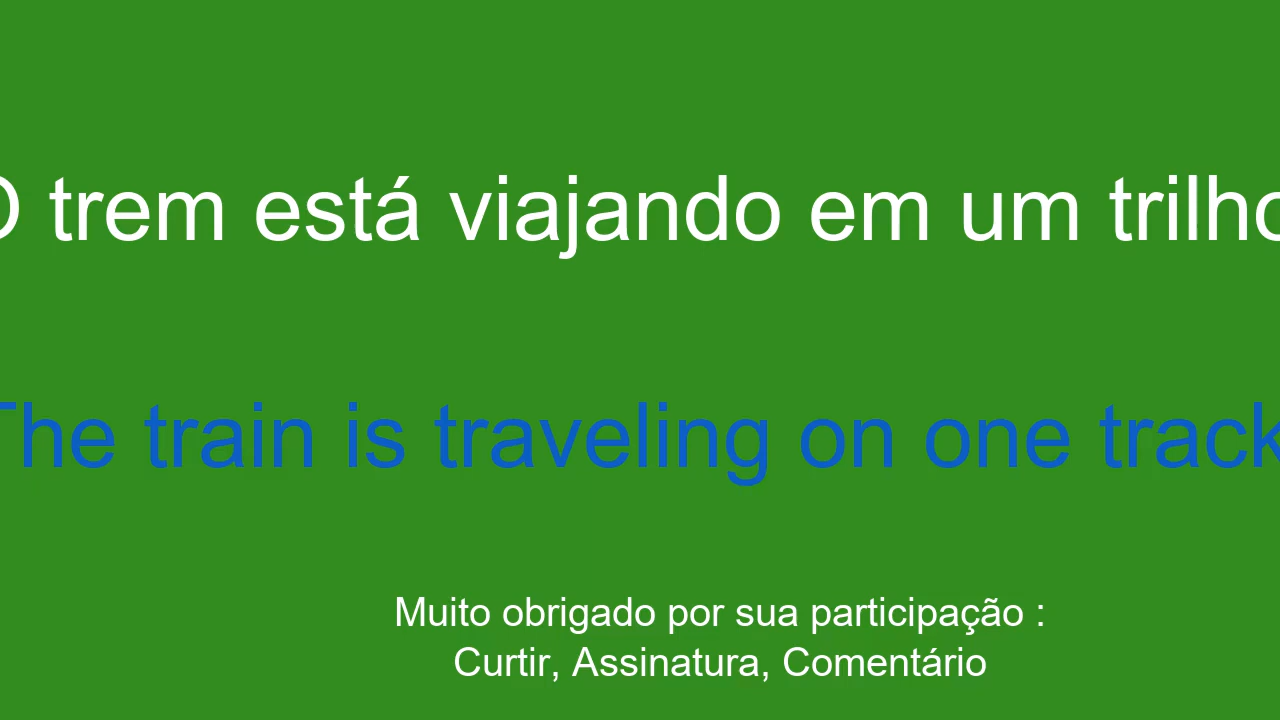 O trem está viajando em um trilho
The train is traveling on one track
Muito obrigado por sua participação :
Curtir, Assinatura, Comentário